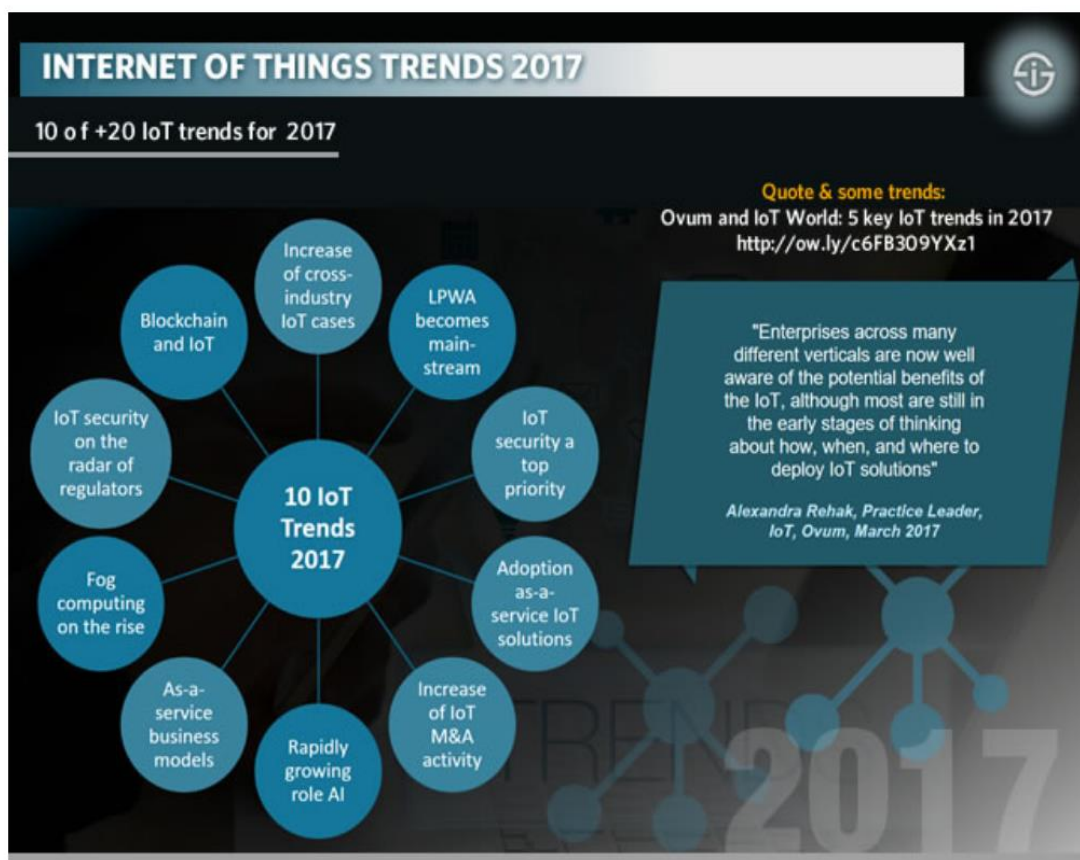 INTERNET OF THINGS TRENDS 2017
10 of +20 IoT trends for 2017
Quote & some trends:
Ovum and IoT World: 5 key IoT trends in 2017
http://ow.ly/c6FB309YXz1
Increase
of cross-
industry
IoT cases
LPWA
becomes
main-
stream
IoT
security a
top
priority
Adoption
as-a-
service IoT
solutions
Increase
of IoT
M&A
activity
Rapidly
growing
role AI
As-a-
service
business
models
Fog
computing
on the rise
IoT security
on the
radar of
regulators
Blockchain
and IoT
10 IoT
Trends
2017
"Enterprises across many
different verticals are now well
aware of the potential benefits of
the IoT, although most are still in
the early stages of thinking
about how, when, and where to
deploy IoT solutions"
Alexandra Rehak, Practice Leader,
IoT, Ovum, March 2017
TREND
2017